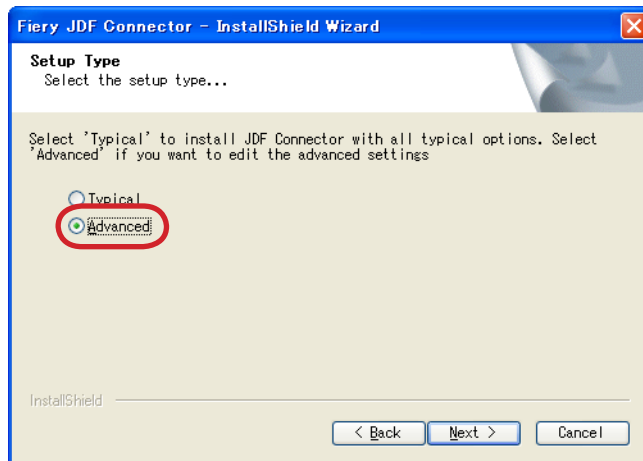 Fiery JDF Connector - InstallShield Wizard
Setup Type
Select the setup type...
Select 'Typical' to install JDF Connector with all typical options. Select
'Advanced' if you want to edit the advanced settings
Typical
Advanced
InstallShield
< Back Next > Cancel